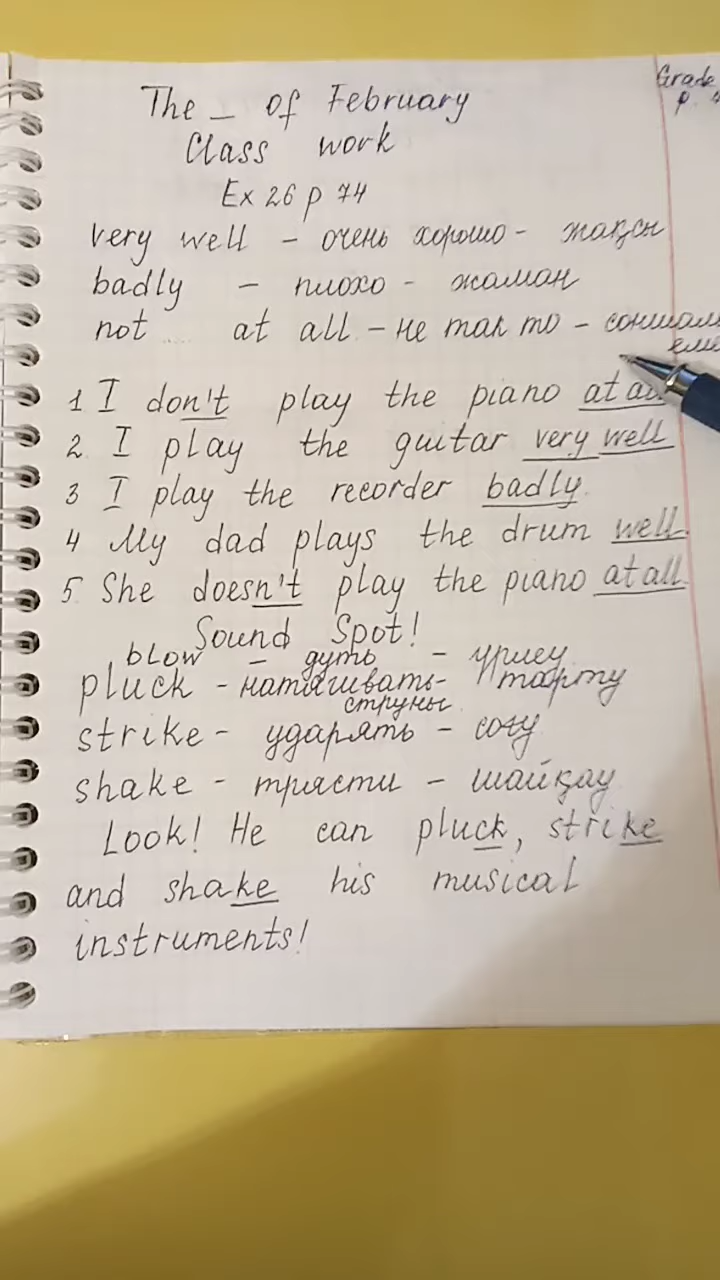 The _ of February
Grade
p. 4
Class work
Ex 26 p 74
very well - очень хорошо - жақсы
badly - плохо - жаман
not ..... at all - не так то - соншалы
еме
1 I don't play the piano at all
2. I play the guitar very well
3 I play the recorder badly.
4 My dad plays the drum well.
5. She doesn't play the piano at all.
Sound Spot!
blow - дуть - үрлеу
pluck - натягивать - тарту
струны
strike - ударять - соғу
shake - трясти - шайқау
Look! He can pluck, strike
and shake his musical
instruments!